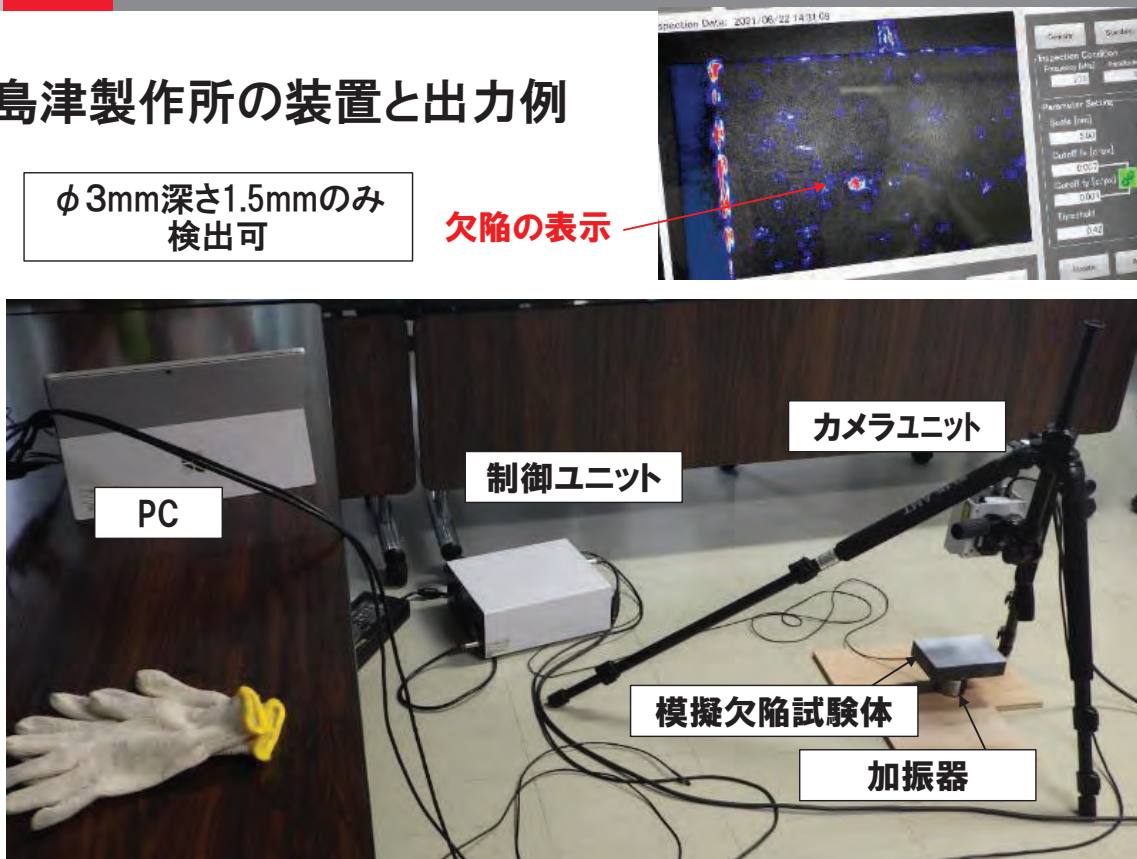 島津製作所の装置と出力例
φ3mm深さ1.5mmのみ
検出可
欠陥の表示
Inspection Date: 2021/06/22 14:31:09
Inspection Condition
Parameter Setting
Scale [nm]
Threshold
0.42
カメラユニット
制御ユニット
PC
模擬欠陥試験体
加振器